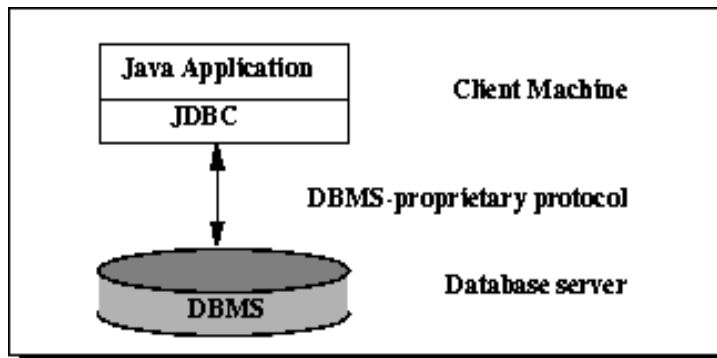 Java Application
Client Machine
JDBC
DBMS-proprietary protocol
Database server
DBMS